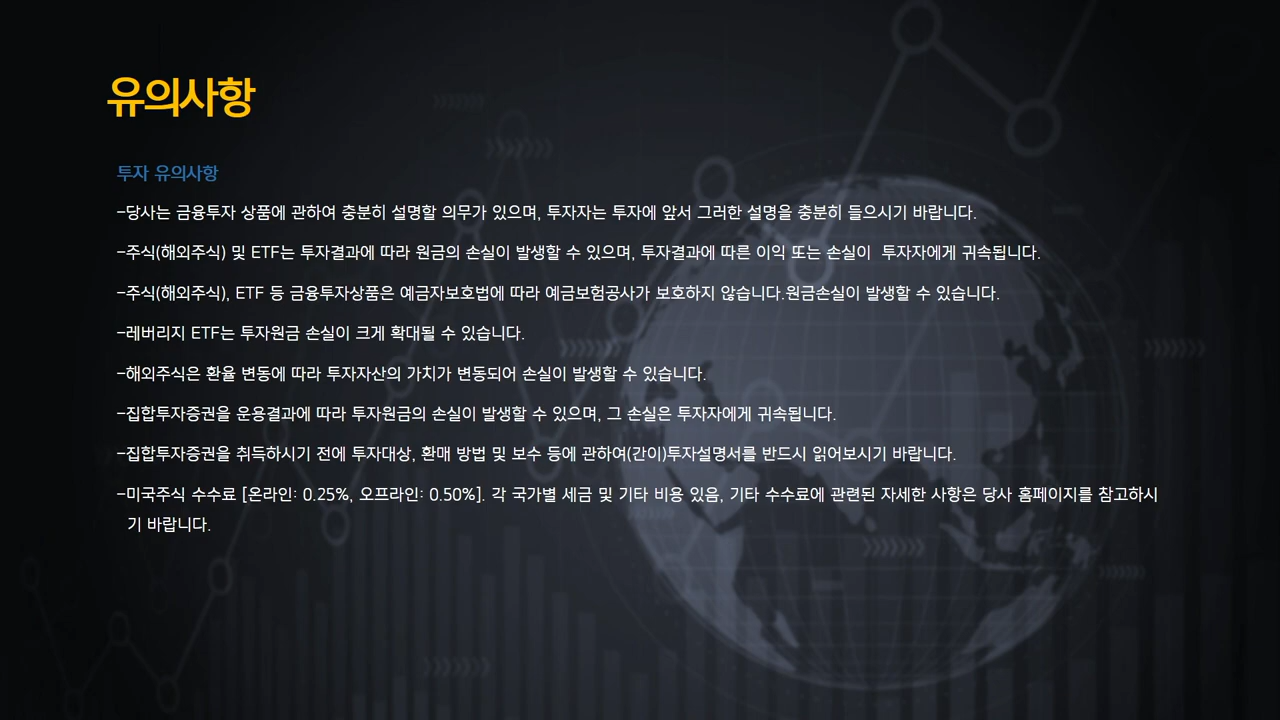 유의사항
투자 유의사항
-당사는 금융투자 상품에 관하여 충분히 설명할 의무가 있으며, 투자자는 투자에 앞서 그러한 설명을 충분히 들으시기 바랍니다.
-주식(해외주식) 및 ETF는 투자결과에 따라 원금의 손실이 발생할 수 있으며, 투자결과에 따른 이익 또는 손실이  투자자에게 귀속됩니다.
-주식(해외주식), ETF 등 금융투자상품은 예금자보호법에 따라 예금보험공사가 보호하지 않습니다.원금손실이 발생할 수 있습니다.
-레버리지 ETF는 투자원금 손실이 크게 확대될 수 있습니다.
-해외주식은 환율 변동에 따라 투자자산의 가치가 변동되어 손실이 발생할 수 있습니다.
-집합투자증권을 운용결과에 따라 투자원금의 손실이 발생할 수 있으며, 그 손실은 투자자에게 귀속됩니다.
-집합투자증권을 취득하시기 전에 투자대상, 환매 방법 및 보수 등에 관하여(간이)투자설명서를 반드시 읽어보시기 바랍니다.
-미국주식 수수료 [온라인: 0.25%, 오프라인: 0.50%]. 각 국가별 세금 및 기타 비용 있음, 기타 수수료에 관련된 자세한 사항은 당사 홈페이지를 참고하시
기 바랍니다.